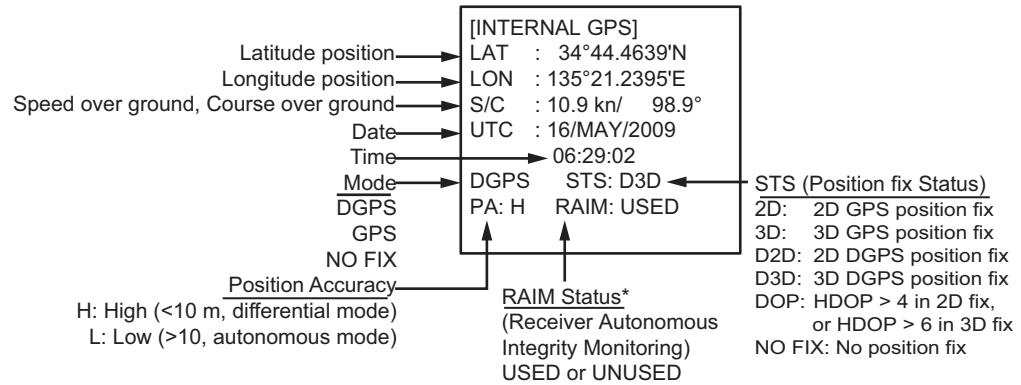 [INTERNAL GPS]
LAT : 34°44.4639'N
LON : 135°21.2395'E
S/C : 10.9 kn/ 98.9°
UTC : 16/MAY/2009
06:29:02
DGPS STS: D3D
PA: H RAIM: USED
Latitude position
Longitude position
Speed over ground, Course over ground
Date
Time
Mode
DGPS
GPS
NO FIX
Position Accuracy
H: High (<10 m, differential mode)
L: Low (>10, autonomous mode)
RAIM Status*
(Receiver Autonomous
Integrity Monitoring)
USED or UNUSED
STS (Position fix Status)
2D: 2D GPS position fix
3D: 3D GPS position fix
D2D: 2D DGPS position fix
D3D: 3D DGPS position fix
DOP: HDOP > 4 in 2D fix,
or HDOP > 6 in 3D fix
NO FIX: No position fix